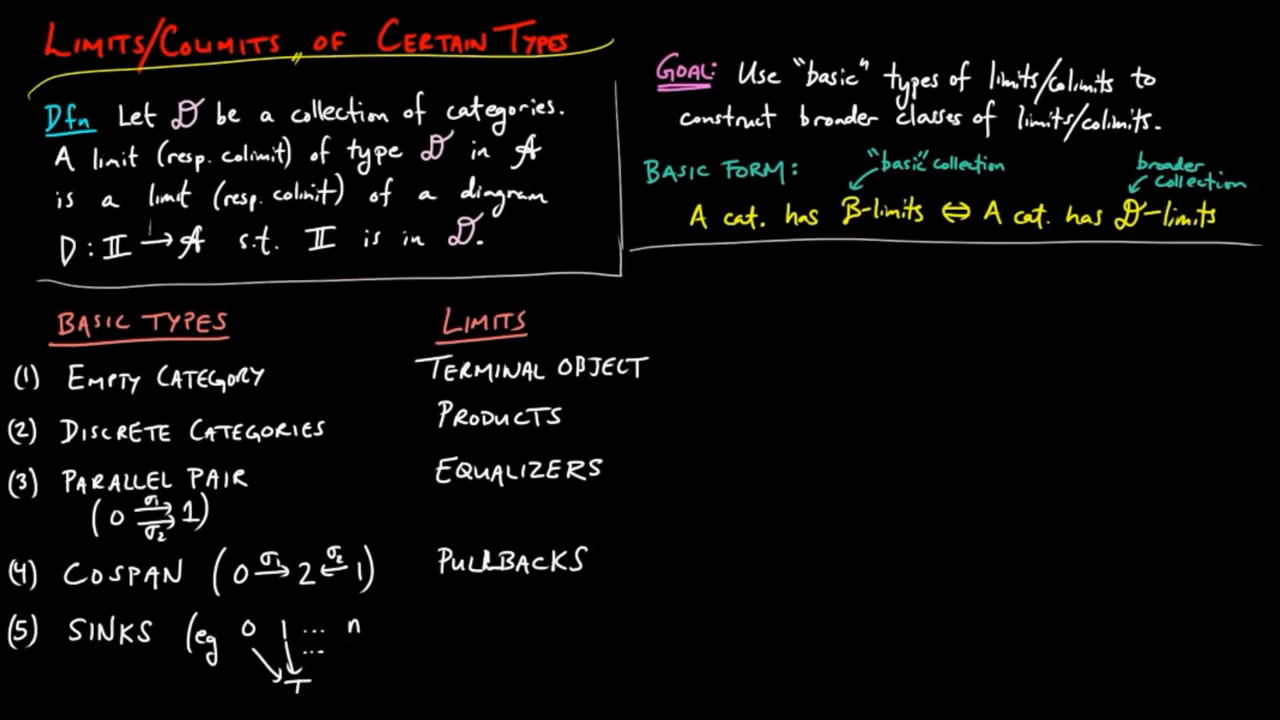 LIMITS/COLIMITS OF CERTAIN TYPES
Dfn Let 𝒟 be a collection of categories.
A limit (resp. colimit) of type 𝒟 in 𝒜
is a limit (resp. colimit) of a diagram
D : 𝕀 → 𝒜 s.t. 𝕀 is in 𝒟.
GOAL: Use "basic" types of limits/colimits to
construct broader classes of limits/colimits.
BASIC FORM:
"basic" collection
broader
collection
A cat. has B-limits ⇔ A cat. has 𝒟-limits
BASIC TYPES
LIMITS
(1) EMPTY CATEGORY
TERMINAL OBJECT
(2) DISCRETE CATEGORIES
PRODUCTS
(3) PARALLEL PAIR
EQUALIZERS
(0 σ1 ⇉ σ2 1)
(4) COSPAN (0 σ1→ 2 ←σ2 1)
PULLBACKS
(5) SINKS (eg 0 1 ... n
...
T